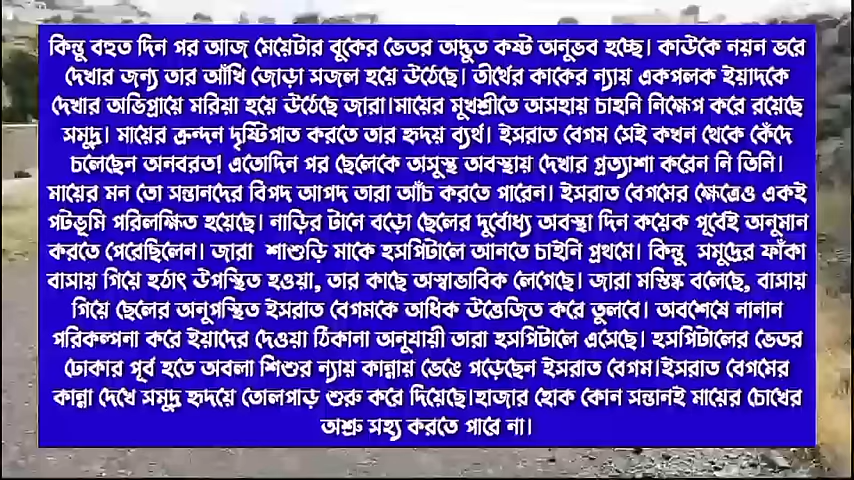 কিন্তু বহুত দিন পর আজ মেয়েটার বুকের ভেতর অদ্ভুত কষ্ট অনুভব হচ্ছে। কাউকে নয়ন ভরে
দেখার জন্য তার আঁখি জোড়া সজল হয়ে উঠেছে। তীর্থের কাকের ন্যায় একপলক ইয়াদকে
দেখার অভিপ্রায়ে মরিয়া হয়ে উঠেছে জারা।মায়ের মুখশ্রীতে অসহায় চাহনি নিক্ষেপ করে রয়েছে
সমুদ্র। মায়ের ক্রন্দন দৃষ্টিপাত করতে তার হৃদয় ব্যর্থ। ইসরাত বেগম সেই কখন থেকে কেঁদে
চলেছেন অনবরত! এতোদিন পর ছেলেকে অসুস্থ অবস্থায় দেখার প্রত্যাশা করেন নি তিনি।
মায়ের মন তো সন্তানদের বিপদ আপদ তারা আঁচ করতে পারেন। ইসরাত বেগমের ক্ষেত্রেও একই
পটভূমি পরিলক্ষিত হয়েছে। নাড়ির টানে বড়ো ছেলের দুর্বোধ্য অবস্থা দিন কয়েক পূর্বেই অনুমান
করতে পেরেছিলেন। জারা শাশুড়ি মাকে হসপিটালে আনতে চাইনি প্রথমে। কিন্তু সমুদ্রের ফাঁকা
বাসায় গিয়ে হঠাৎ উপস্থিত হওয়া, তার কাছে অস্বাভাবিক লেগেছে। জারা মস্তিষ্ক বলেছে, বাসায়
গিয়ে ছেলের অনুপস্থিত ইসরাত বেগমকে অধিক উত্তেজিত করে তুলবে। অবশেষে নানান
পরিকল্পনা করে ইয়াদের দেওয়া ঠিকানা অনুযায়ী তারা হসপিটালে এসেছে। হসপিটালের ভেতর
ঢোকার পূর্ব হতে অবলা শিশুর ন্যায় কান্নায় ভেঙে পড়েছেন ইসরাত বেগম।ইসরাত বেগমের
কান্না দেখে সমুদ্র হৃদয়ে তোলপাড় শুরু করে দিয়েছে।হাজার হোক কোন সন্তানই মায়ের চোখের
অশ্রু সহ্য করতে পারে না।